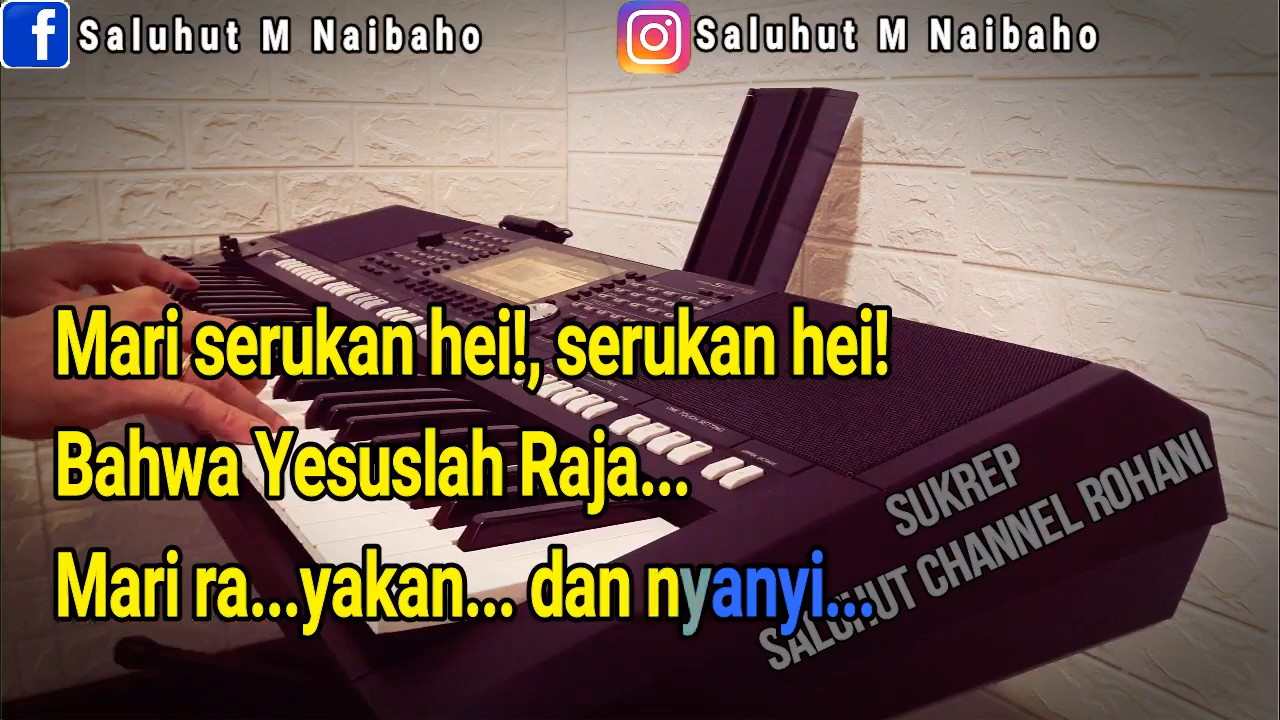 Saluhut M Naibaho
Saluhut M Naibaho
Mari serukan hei!, serukan hei!
Bahwa Yesuslah Raja...
Mari ra...yakan... dan nyanyi...
SUKREP
SALUHUT CHANNEL ROHANI